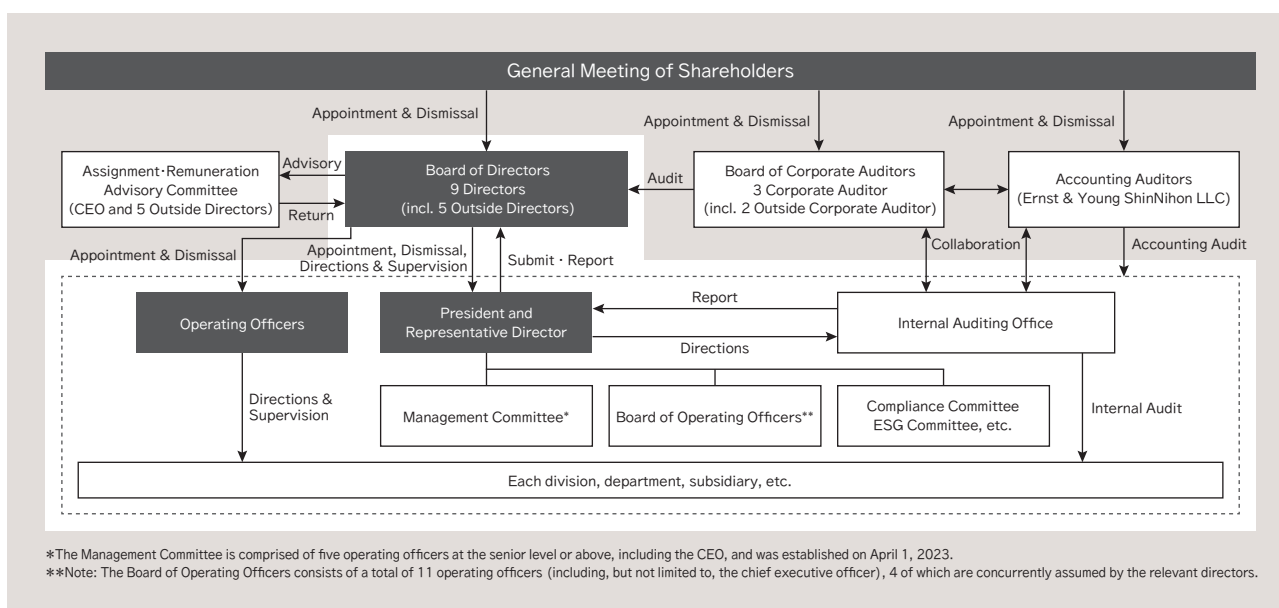 General Meeting of Shareholders
Appointment & Dismissal
Appointment & Dismissal
Appointment & Dismissal
Assignment・Remuneration
Advisory Committee
(CEO and 5 Outside Directors)
Advisory
Return
Board of Directors
9 Directors
(incl. 5 Outside Directors)
Audit
Board of Corporate Auditors
3 Corporate Auditor
(incl. 2 Outside Corporate Auditor)
Accounting Auditors
(Ernst & Young ShinNihon LLC)
Appointment & Dismissal
Appointment, Dismissal,
Directions & Supervision
Submit・Report
Collaboration
Accounting Audit
Operating Officers
President and
Representative Director
Report
Directions
Internal Auditing Office
Directions &
Supervision
Management Committee*
Board of Operating Officers**
Compliance Committee
ESG Committee, etc.
Internal Audit
Each division, department, subsidiary, etc.
*The Management Committee is comprised of five operating officers at the senior level or above, including the CEO, and was established on April 1, 2023.
**Note: The Board of Operating Officers consists of a total of 11 operating officers (including, but not limited to, the chief executive officer), 4 of which are concurrently assumed by the relevant directors.